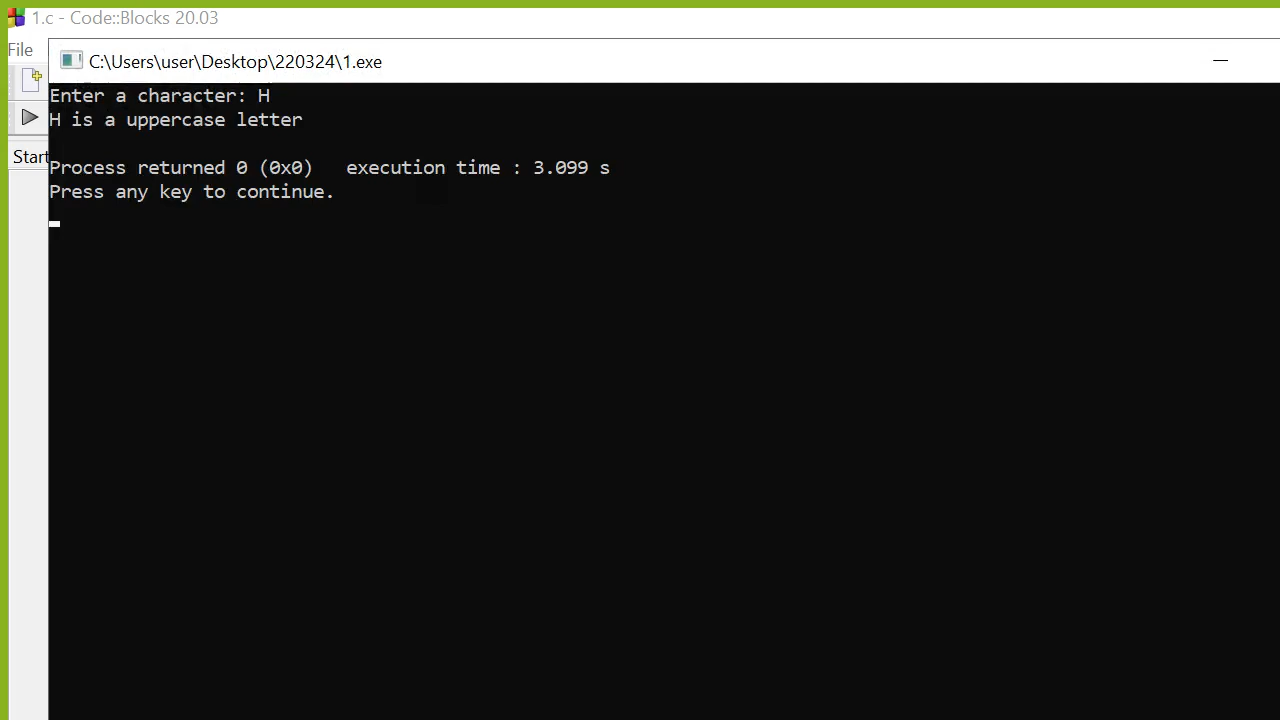 1.c - Code::Blocks 20.03
File
C:\Users\user\Desktop\220324\1.exe
Enter a character: H
H is a uppercase letter
Start
Process returned 0 (0x0)   execution time : 3.099 s
Press any key to continue.